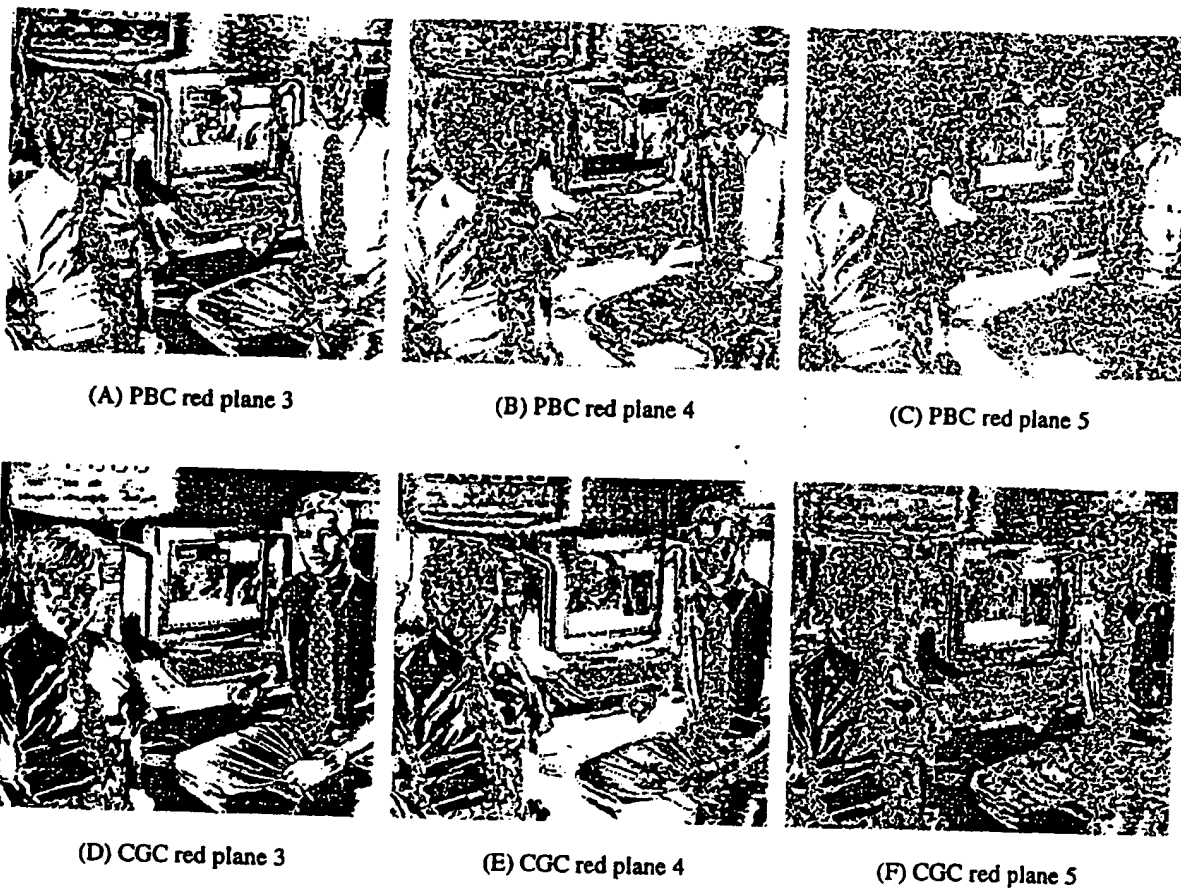 (A) PBC red plane 3
(B) PBC red plane 4
(C) PBC red plane 5
(D) CGC red plane 3
(E) CGC red plane 4
(F) CGC red plane 5